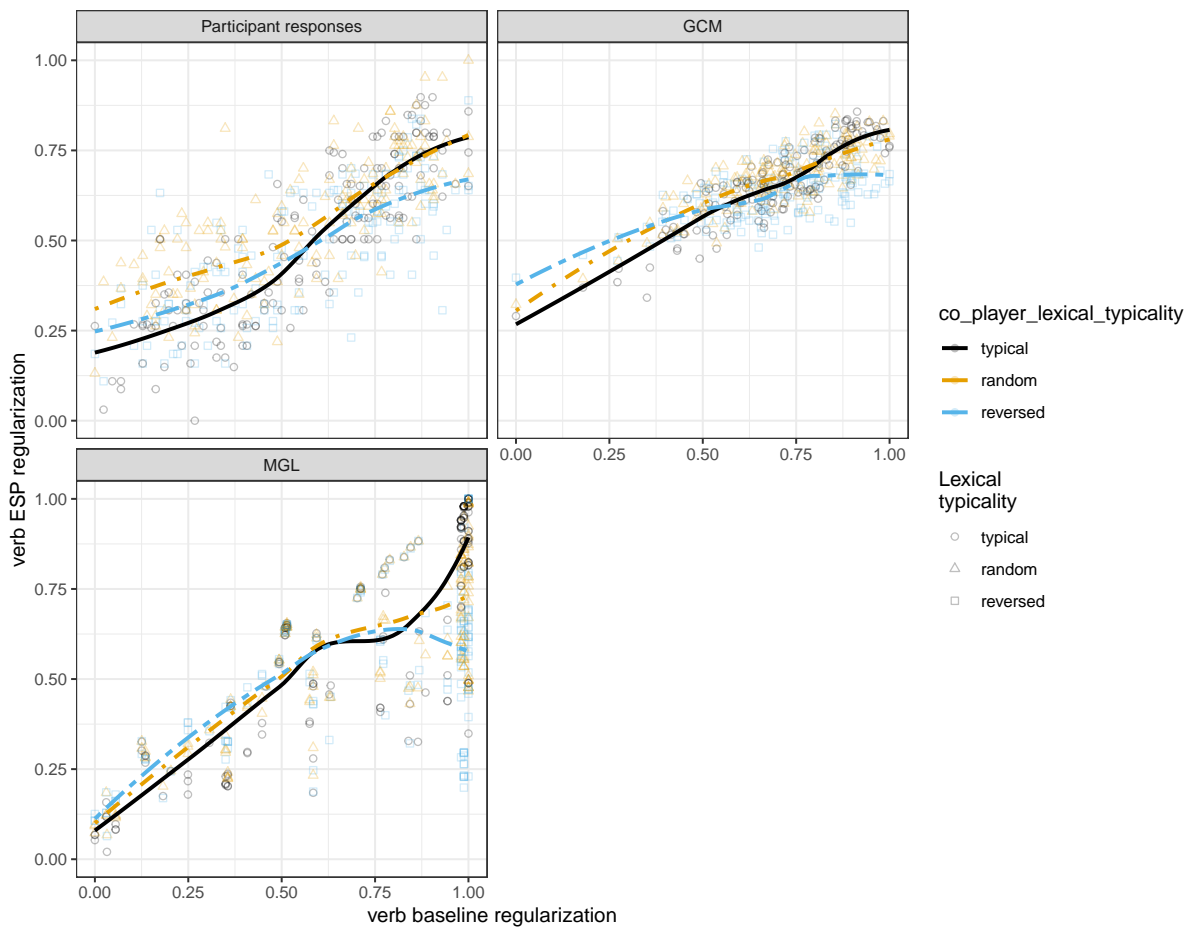 Participant responses
GCM
1.00
0.75
0.50
0.25
0.00
0.00
0.25
0.50
0.75
1.00
MGL
1.00
0.75
0.50
0.25
0.00
0.00
0.25
0.50
0.75
1.00
verb baseline regularization
verb ESP regularization
co_player_lexical_typicality
typical
random
reversed
Lexical
typicality
typical
random
reversed